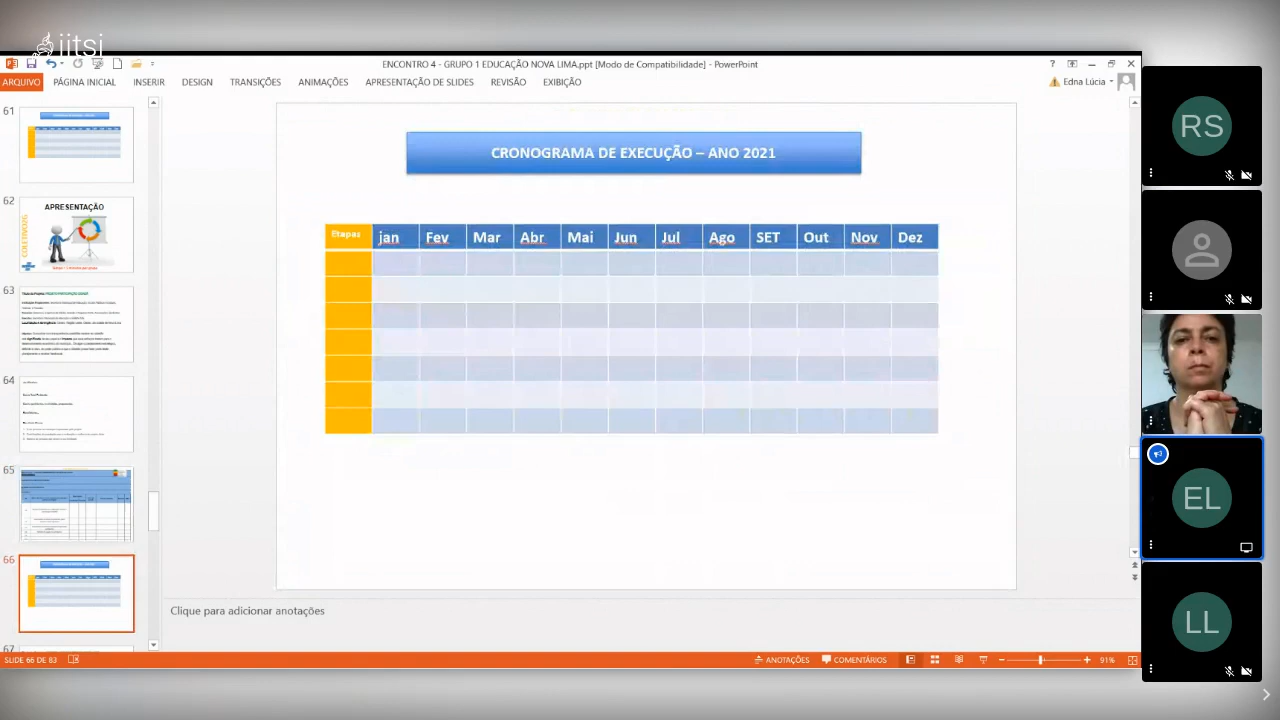 jitsi
ENCONTRO 4 - GRUPO 1 EDUCAÇÃO NOVA LIMA.ppt [Modo de Compatibilidade] - PowerPoint
ARQUIVO PÁGINA INICIAL INSERIR DESIGN TRANSIÇÕES ANIMAÇÕES APRESENTAÇÃO DE SLIDES REVISÃO EXIBIÇÃO
Edna Lúcia
61
62
APRESENTAÇÃO
63
64
65
66
67
CRONOGRAMA DE EXECUÇÃO – ANO 2021
Etapas jan Fev Mar Abr Mai Jun Jul Ago SET Out Nov Dez
Clique para adicionar anotações
SLIDE 66 DE 83
ANOTAÇÕES COMENTÁRIOS 91%
RS
EL
LL